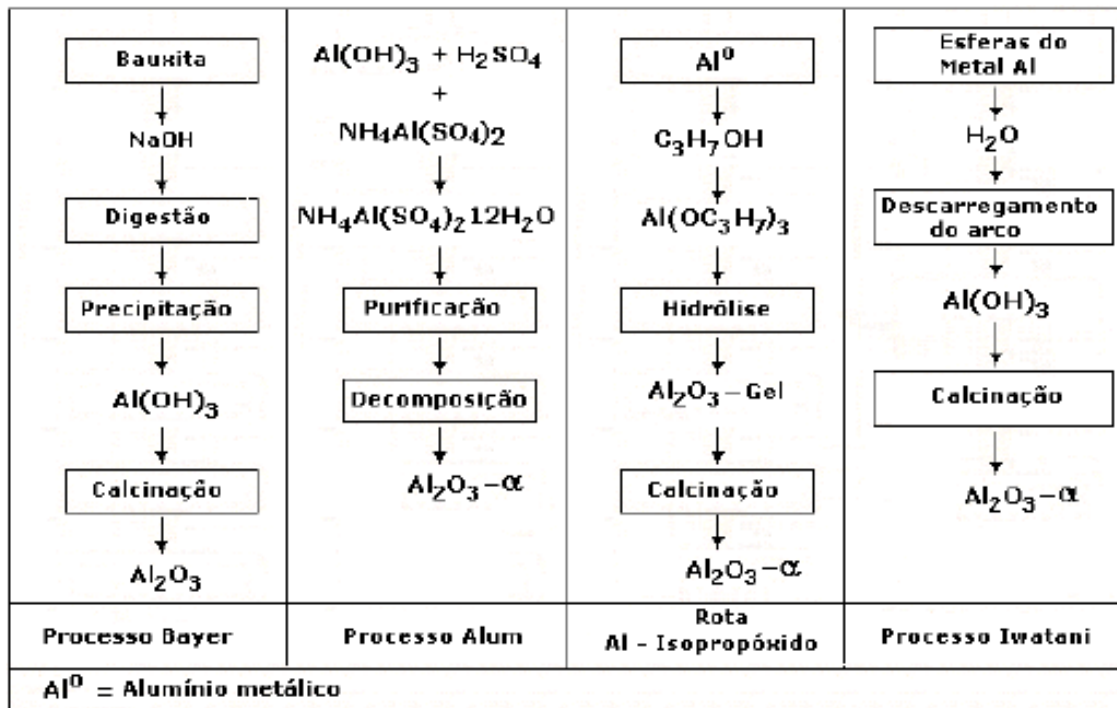 Bauxita
NaOH
Digestão
Precipitação
Al(OH)₃
Calcinação
Al₂O₃
Processo Bayer
Al(OH)₃ + H₂SO₄
+
NH₄Al(SO₄)₂
NH₄Al(SO₄)₂12H₂O
Purificação
Decomposição
Al₂O₃-α
Processo Alum
Al⁰
C₃H₇OH
Al(OC₃H₇)₃
Hidrólise
Al₂O₃-Gel
Calcinação
Al₂O₃-α
Rota
Al - Isopropóxido
Esferas do
Metal Al
H₂O
Descarregamento
do arco
Al(OH)₃
Calcinação
Al₂O₃-α
Processo Iwatani
Al⁰ = Alumínio metálico